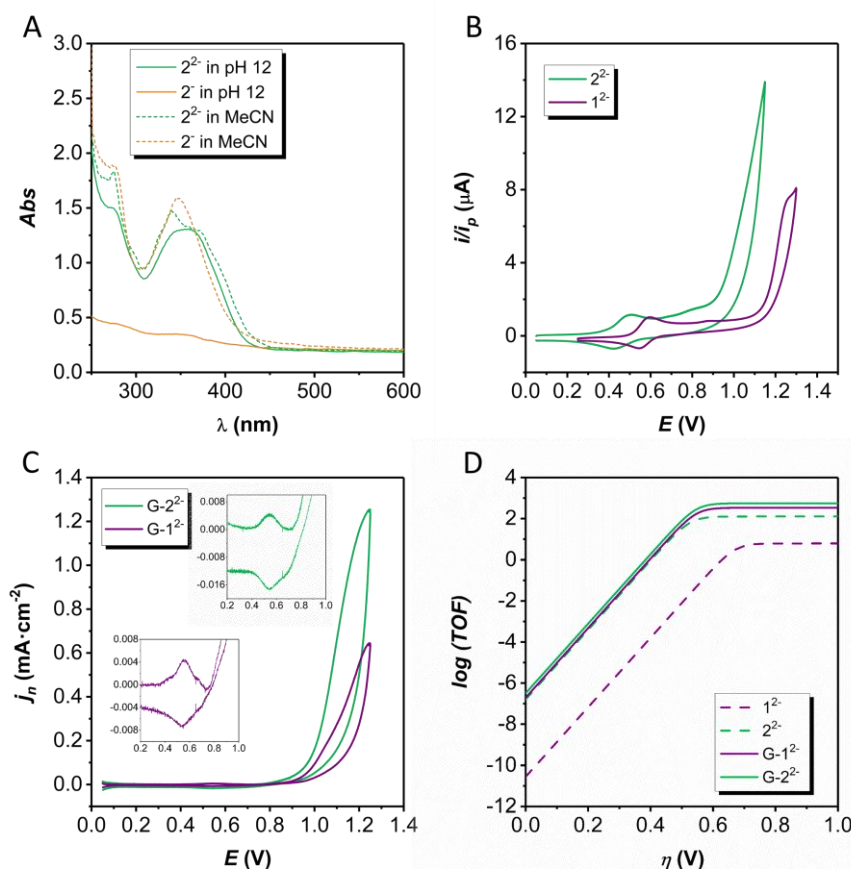 A
3.0
2.5
2.0
1.5
1.0
0.5
0.0
Abs
2²⁻ in pH 12
2⁻ in pH 12
2²⁻ in MeCN
2⁻ in MeCN
300 400 500 600
λ (nm)
B
16
12
8
4
0
i/iₚ (μA)
2²⁻
1²⁻
0.0 0.2 0.4 0.6 0.8 1.0 1.2 1.4
E (V)
C
1.4
1.2
1.0
0.8
0.6
0.4
0.2
0.0
jₙ (mA·cm⁻²)
G-2²⁻
G-1²⁻
0.008
0.000
-0.008
-0.016
0.2 0.4 0.6 0.8 1.0
0.008
0.004
0.000
-0.004
-0.008
0.2 0.4 0.6 0.8 1.0
0.0 0.2 0.4 0.6 0.8 1.0 1.2 1.4
E (V)
D
4
2
0
-2
-4
-6
-8
-10
-12
log (TOF)
1²⁻
2²⁻
G-1²⁻
G-2²⁻
0.0 0.2 0.4 0.6 0.8 1.0
η (V)